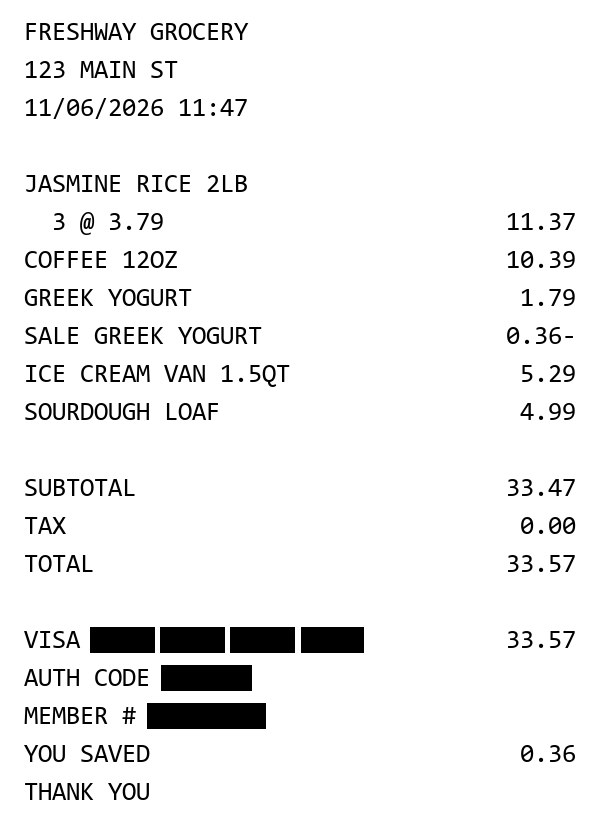 FRESHWAY GROCERY
123 MAIN ST
11/06/2026 11:47
JASMINE RICE 2LB
3 @ 3.79 11.37
COFFEE 12OZ 10.39
GREEK YOGURT 1.79
SALE GREEK YOGURT 0.36-
ICE CREAM VAN 1.5QT 5.29
SOURDOUGH LOAF 4.99
SUBTOTAL 33.47
TAX 0.00
TOTAL 33.57
VISA 33.57
AUTH CODE
MEMBER #
YOU SAVED 0.36
THANK YOU